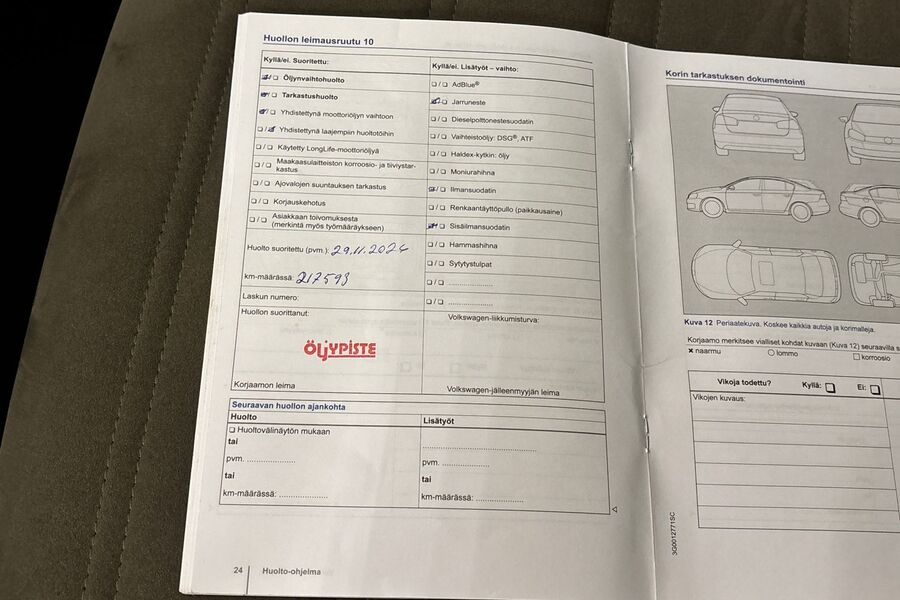 Huollon leimausruutu 10
Kyllä/ei. Suoritettu:
☑/☐ Öljynvaihtohuolto
☑/☐ Tarkastushuolto
☑/☐ Yhdistettynä moottoriöljyn vaihtoon
☐/☑ Yhdistettynä laajempiin huoltotöihin
☐/☐ Käytetty LongLife-moottoriöljyä
☐/☐ Maakaasulaitteiston korroosio- ja tiiviystar-
kastus
☐/☐ Ajovalojen suuntauksen tarkastus
☐/☐ Korjauskehotus
☐/☐ Asiakkaan toivomuksesta
(merkintä myös työmääräykseen)
Huolto suoritettu (pvm.): 29.11.2024
km-määrässä: 217593
Laskun numero:
Huollon suorittanut:
ÖLJYPISTE
Korjaamon leima
Kyllä/ei. Lisätyöt – vaihto:
☐/☐ AdBlue®
☑/☐ Jarruneste
☐/☐ Dieselpolttonestesuodatin
☐/☐ Vaihteistoöljy: DSG®, ATF
☐/☐ Haldex-kytkin: öljy
☐/☐ Moniurahihna
☑/☐ Ilmansuodatin
☐/☐ Renkaantäyttöpullo (paikkausaine)
☑/☐ Sisäilmansuodatin
☐/☐ Hammashihna
☐/☐ Sytytystulpat
☐/☐ ................
☐/☐ ................
Volkswagen-liikkumisturva:
Volkswagen-jälleenmyyjän leima
Seuraavan huollon ajankohta
Huolto
☐ Huoltovälinäytön mukaan
tai
pvm. ................
tai
km-määrässä: ................
Lisätyöt
................
pvm. ................
tai
km-määrässä: ................
24
Huolto-ohjelma
Korin tarkastuksen dokumentointi
Kuva 12 Periaatekuva. Koskee kaikkia autoja ja korimalleja.
Korjaamo merkitsee vialliset kohdat kuvaan (Kuva 12) seuraavilla
× naarmu
○ lommo
☐ korroosio
Vikoja todettu? Kyllä: ☐ Ei: ☐
Vikojen kuvaus:
3G0012771SC